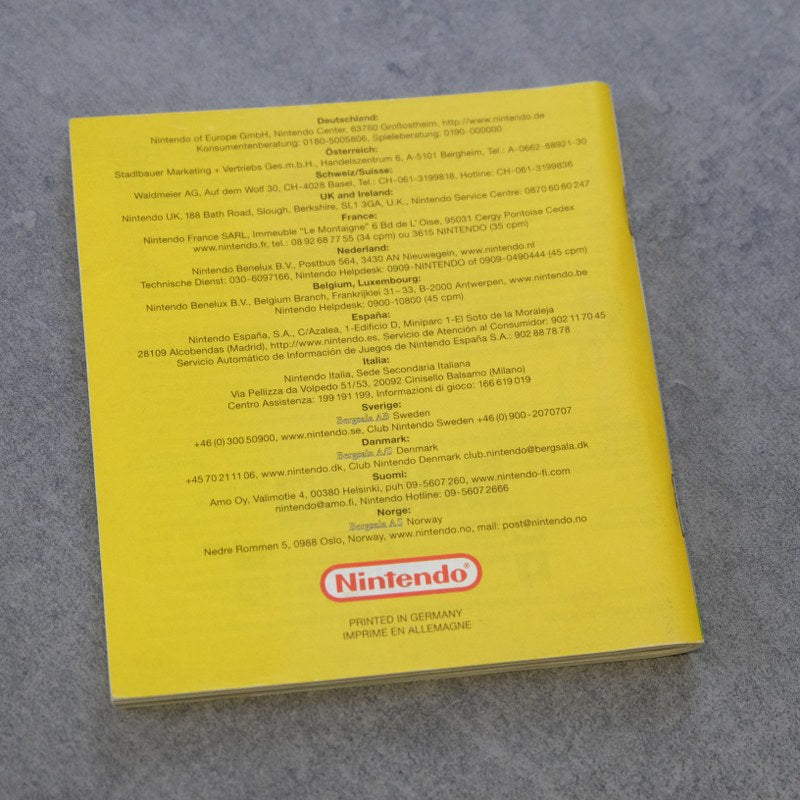 Deutschland:
Nintendo of Europe GmbH, Nintendo Center, 63760 Großostheim, http://www.nintendo.de
Konsumentenberatung: 0180-5005806, Spieleberatung: 0190-000000
Österreich:
Stadlbauer Marketing + Vertriebs Ges.m.b.H., Handelszentrum 6, A-5101 Bergheim, Tel.: A-0662-88921-30
Schweiz/Suisse:
Waldmeier AG, Auf dem Wolf 30, CH-4028 Basel, Tel.: CH-061-3199818, Hotline: CH-061-3199836
UK and Ireland:
Nintendo UK, 188 Bath Road, Slough, Berkshire, SL1 3GA, U.K., Nintendo Service Centre: 0870 60 60 247
France:
Nintendo France SARL, Immeuble "Le Montaigne" 6 Bd de L' Oise, 95031 Cergy Pontoise Cedex
www.nintendo.fr, tel.: 08 92 68 77 55 (34 cpm) ou 3615 NINTENDO (35 cpm)
Nederland:
Nintendo Benelux B.V., Postbus 564, 3430 AN Nieuwegein, www.nintendo.nl
Technische Dienst: 030-6097166, Nintendo Helpdesk: 0909-NINTENDO of 0909-0490444 (45 cpm)
Belgium, Luxembourg:
Nintendo Benelux B.V., Belgium Branch, Frankrijklei 31–33, B-2000 Antwerpen, www.nintendo.be
Nintendo Helpdesk: 0900-10800 (45 cpm)
España:
Nintendo España, S.A., C/Azalea, 1-Edificio D, Miniparc 1-El Soto de la Moraleja
28109 Alcobendas (Madrid), http://www.nintendo.es, Servicio de Atención al Consumidor: 902 11 70 45
Servicio Automático de Información de Juegos de Nintendo España S.A.: 902 88 78 78
Italia:
Nintendo Italia, Sede Secondaria Italiana
Via Pellizza da Volpedo 51/53, 20092 Cinisello Balsamo (Milano)
Centro Assistenza: 199 191 199, Informazioni di gioco: 166 619 019
Sverige:
Bergsala AB Sweden
+46 (0) 300 50900, www.nintendo.se, Club Nintendo Sweden +46 (0) 900-2070707
Danmark:
Bergsala A/S Denmark
+45 70 21 11 06, www.nintendo.dk, Club Nintendo Denmark club.nintendo@bergsala.dk
Suomi:
Amo Oy, Valimotie 4, 00380 Helsinki, puh 09-5607 260, www.nintendo-fi.com
nintendo@amo.fi, Nintendo Hotline: 09-5607 2666
Norge:
Bergsala AS Norway
Nedre Rommen 5, 0988 Oslo, Norway, www.nintendo.no, mail: post@nintendo.no
Nintendo®
PRINTED IN GERMANY
IMPRIME EN ALLEMAGNE